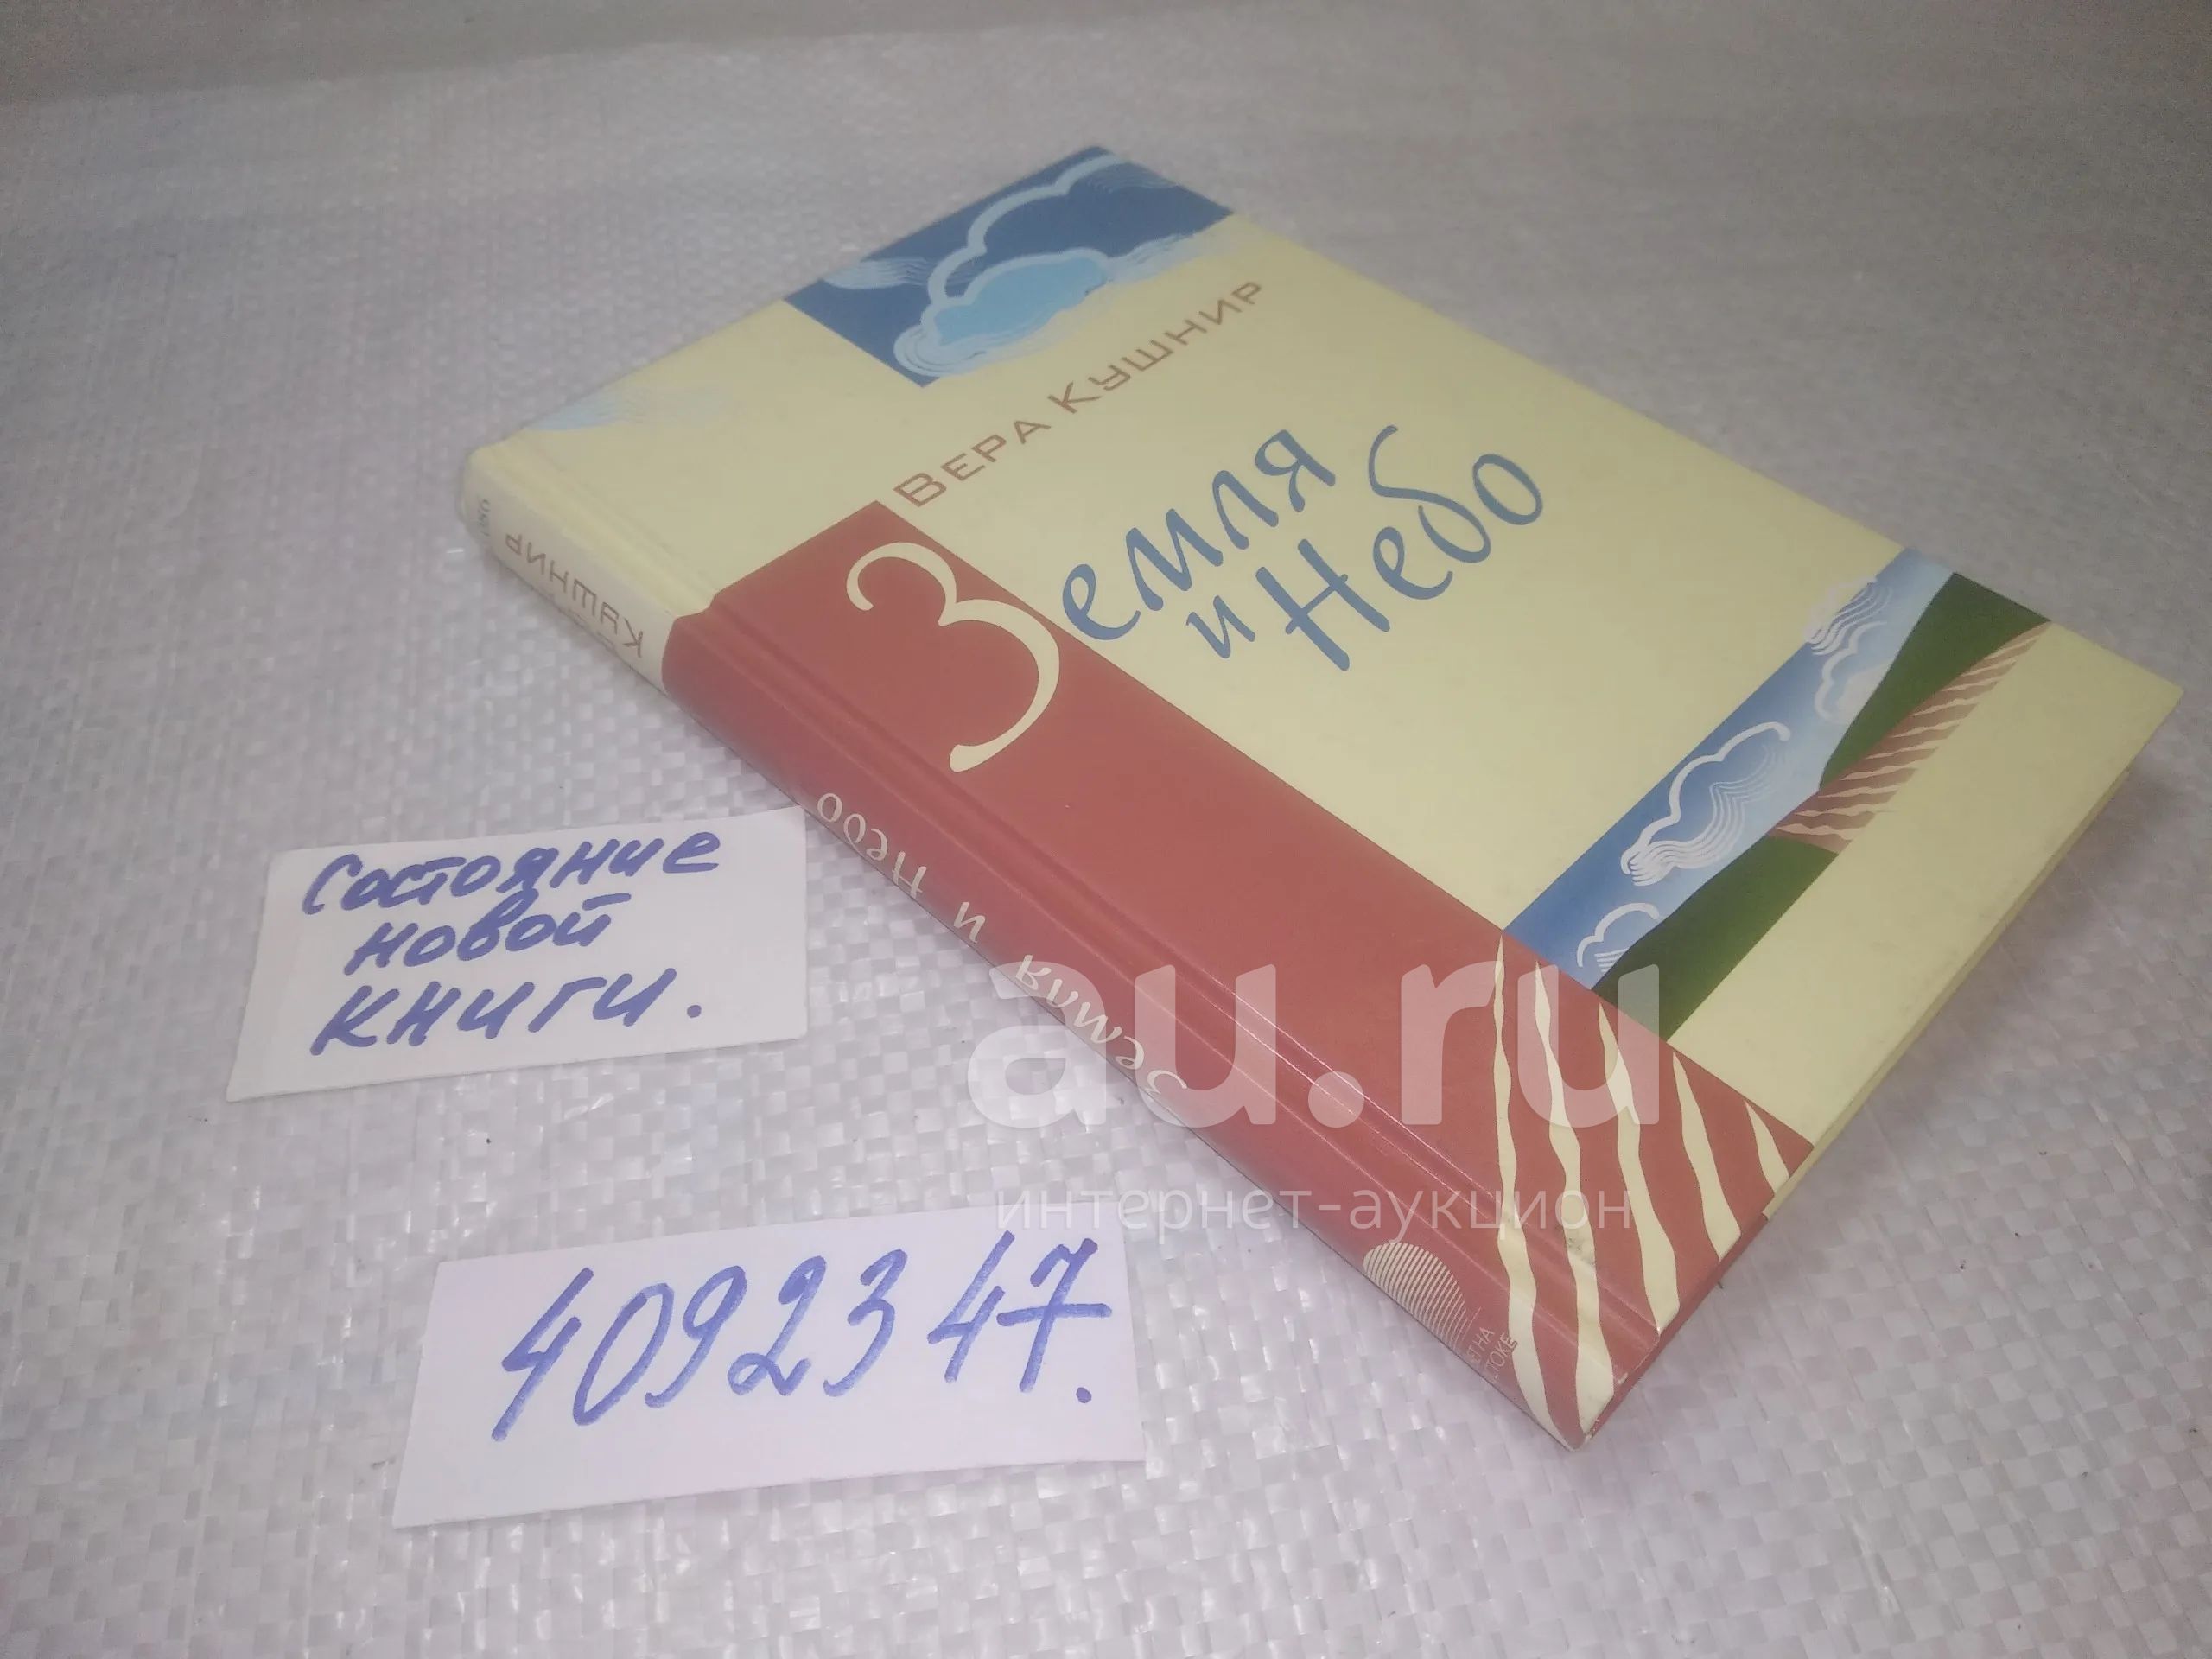 Вера Кушнир
Земля
и Небо
Кушнир
Земля и Небо
Состояние
новой
книги.
4092347.
au.ru
интернет-аукцион